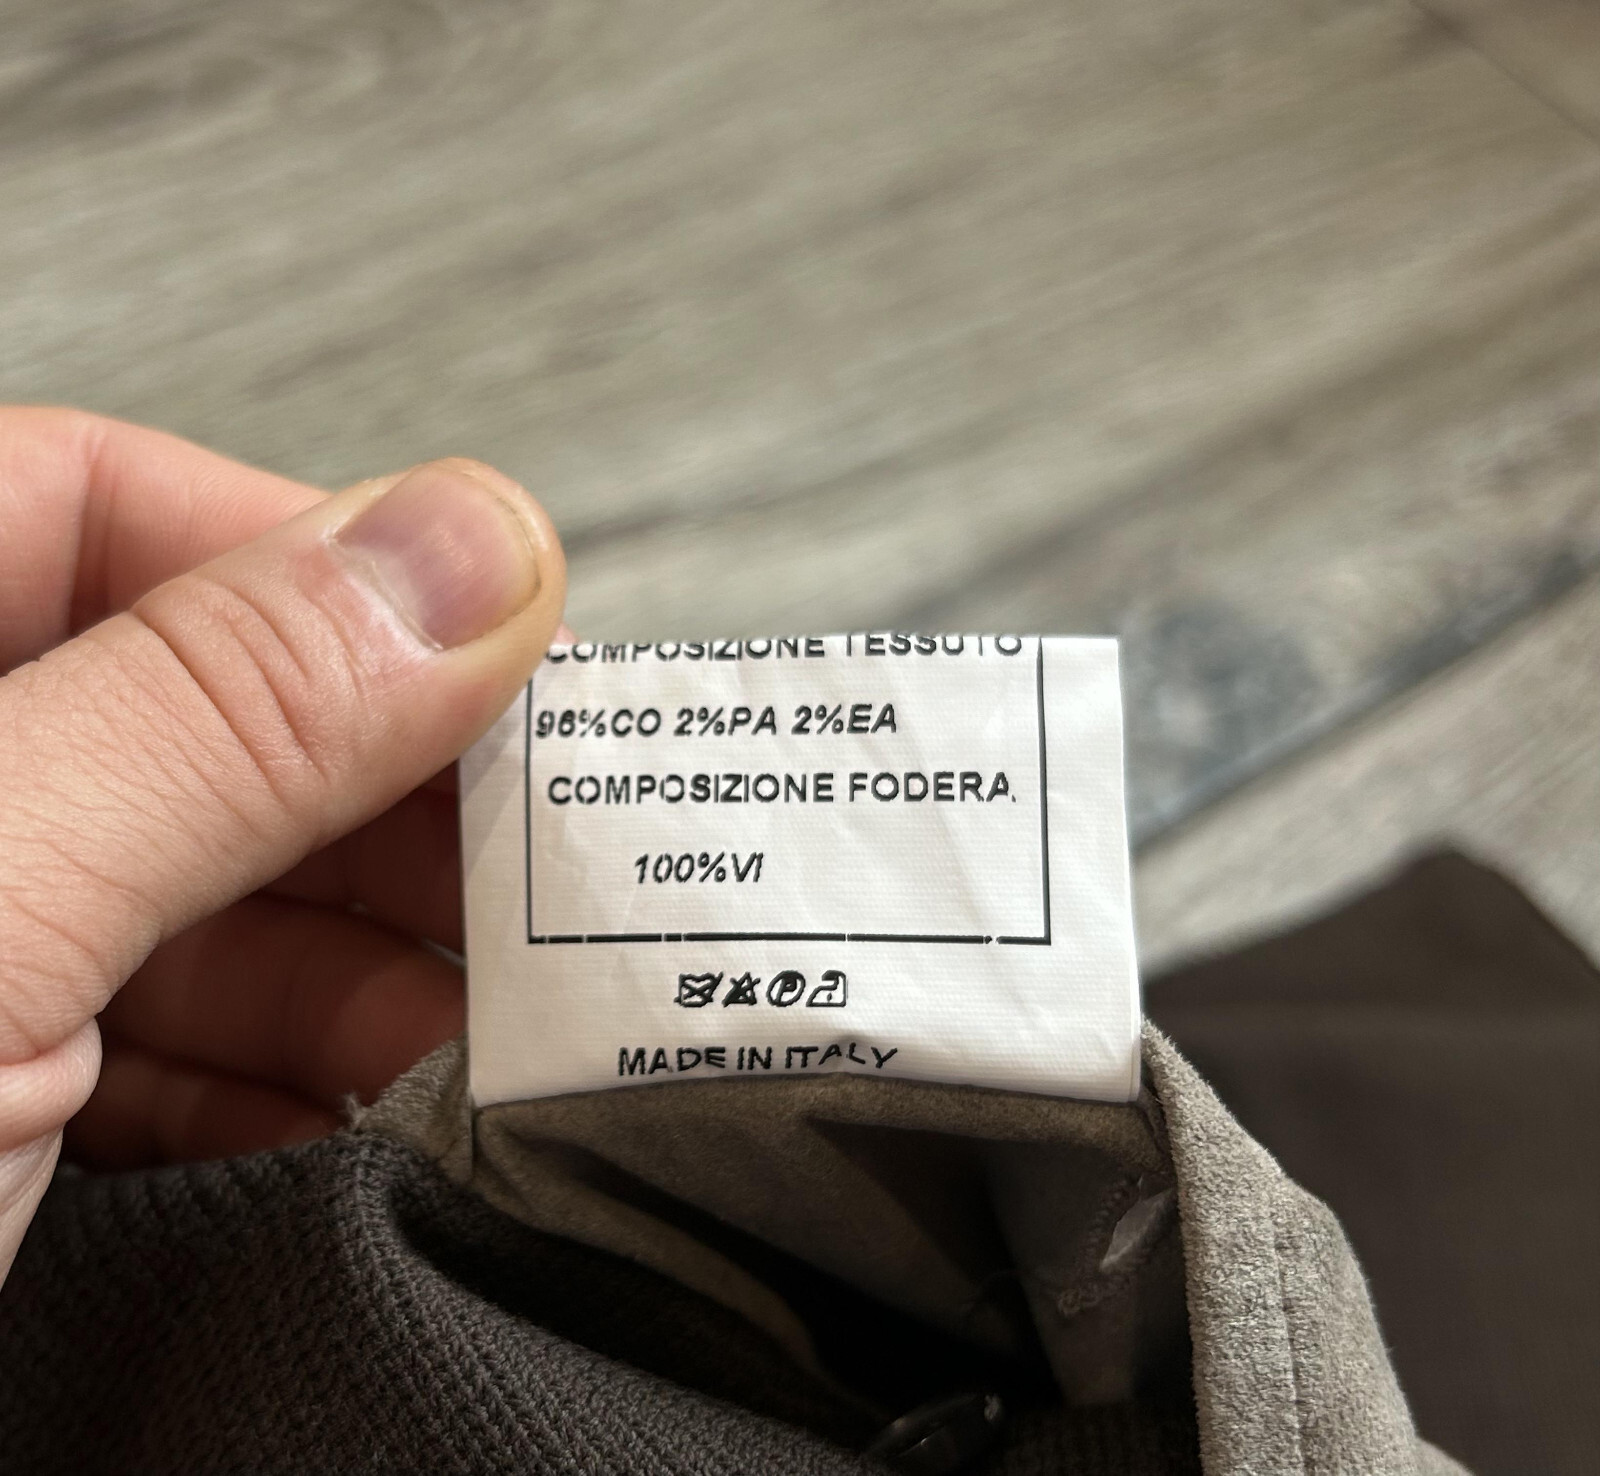 COMPOSIZIONE TESSUTO
96%CO 2%PA 2%EA
COMPOSIZIONE FODERA
100%VI
P
MADE IN ITALY